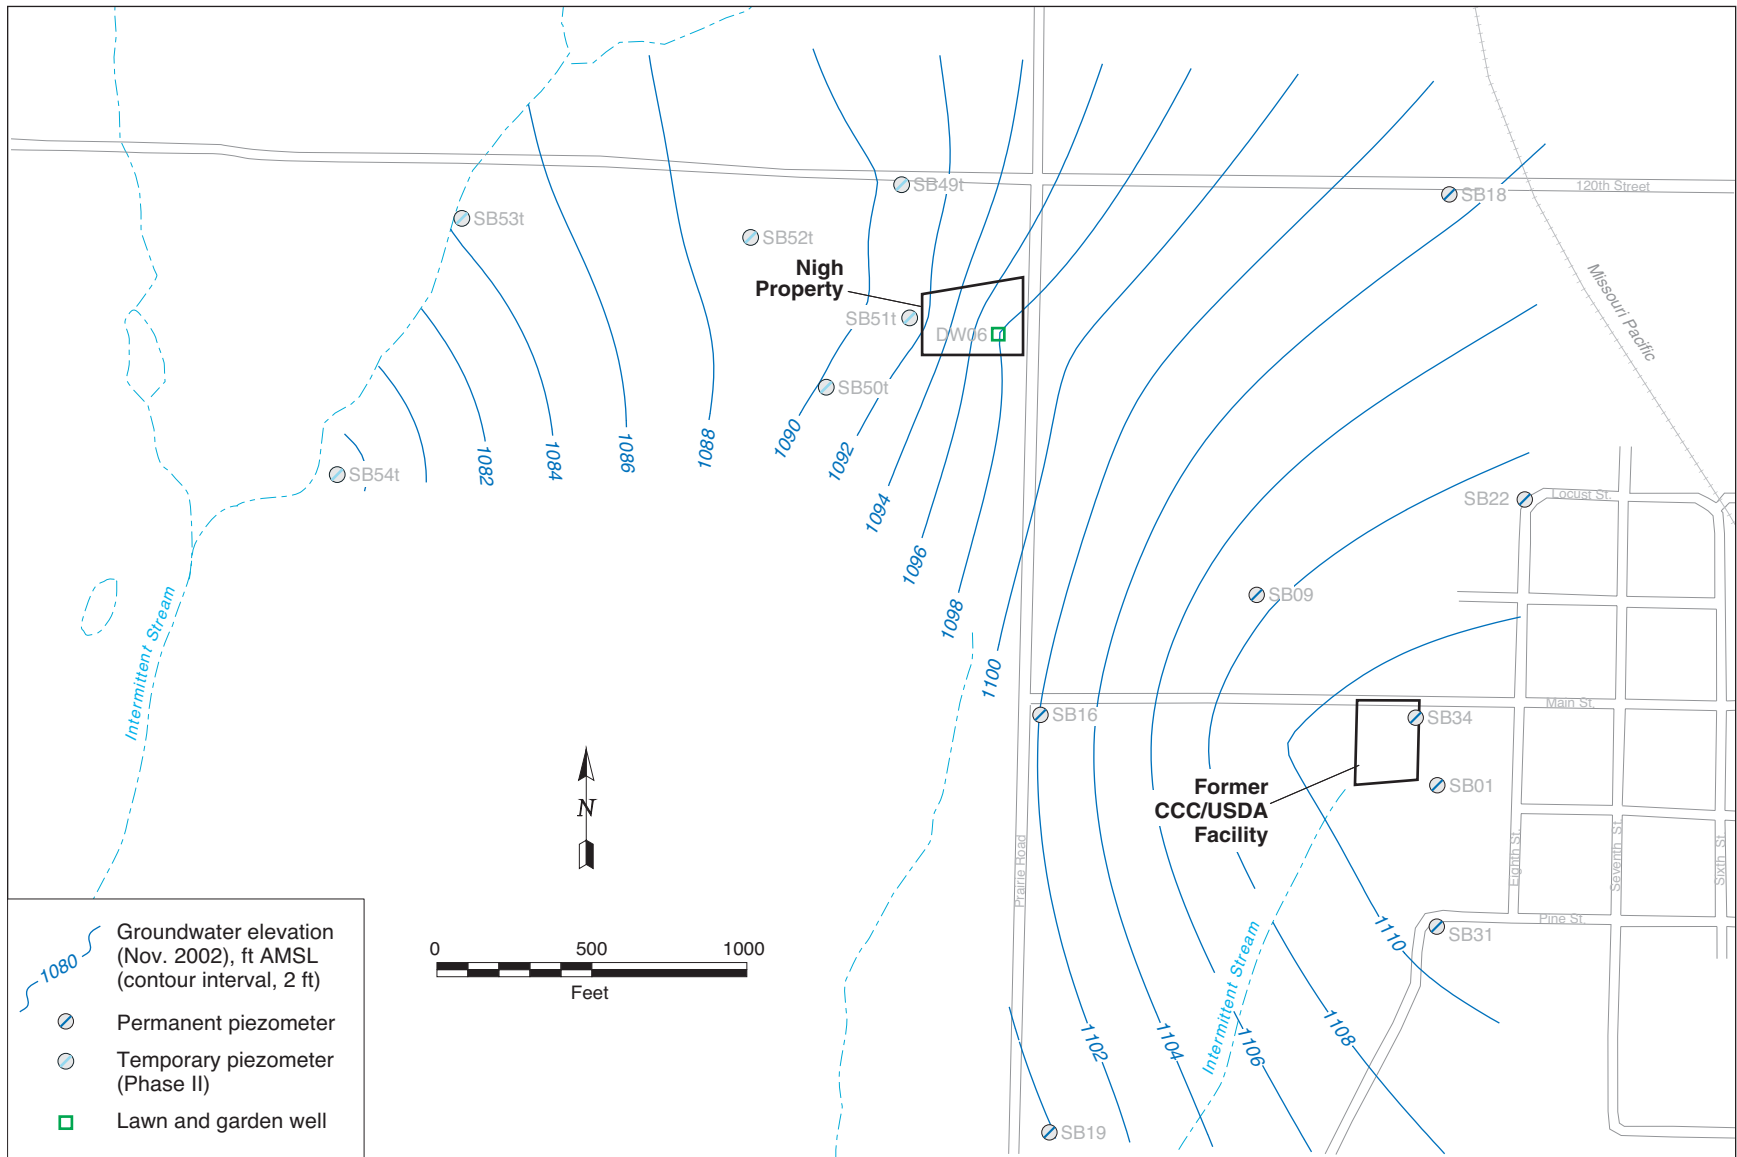 SB49t
SB18
120th Street
SB53t
SB52t
Nigh
Property
Missouri Pacific
SB51t
DW06
SB50t
1090
1092
1088
1086
1084
1082
SB54t
1094
SB22
Locust St.
1096
Intermittent Stream
SB09
1098
1100
SB16
Main St.
SB34
N
Former
CCC/USDA
Facility
SB01
Prairie Road
Eighth St.
Seventh St.
Sixth St.
Pine St.
1110
SB31
Intermittent Stream
1102
1104
1106
1108
SB19
0 500 1000
Feet
1080
Groundwater elevation
(Nov. 2002), ft AMSL
(contour interval, 2 ft)
Permanent piezometer
Temporary piezometer
(Phase II)
Lawn and garden well